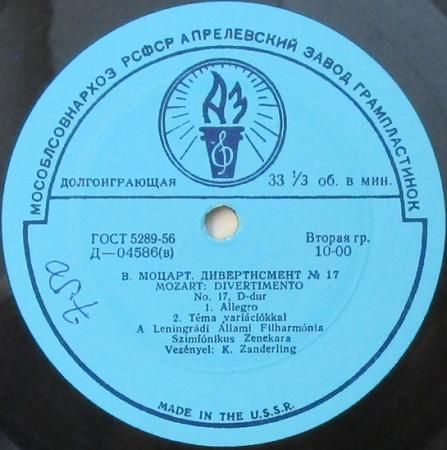 МОСОБЛСОВНАРХОЗ РСФСР АПРЕЛЕВСКИЙ ЗАВОД ГРАМПЛАСТИНОК
АЗ
ДОЛГОИГРАЮЩАЯ
33 ⅓ об. в мин.
ГОСТ 5289-56
Д—04586(в)
Вторая гр.
10-00
В. МОЦАРТ. ДИВЕРТИСМЕНТ № 17
MOZART: DIVERTIMENTO
No. 17, D-dur
1. Allegro
2. Téma variációkkal
A Leningrádi Állami Filharmónia
Szimfónikus Zenekara
Vezényel: K. Zanderling
MADE IN THE U.S.S.R.